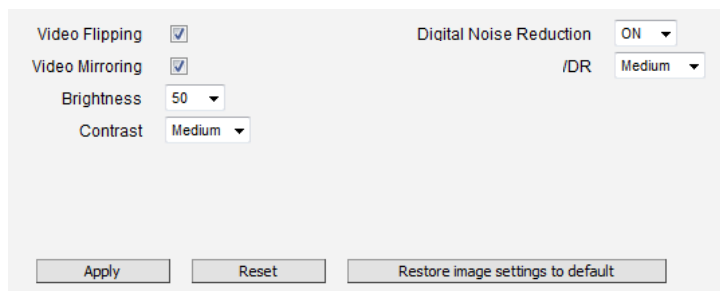 Video Flipping
Digital Noise Reduction ON
Video Mirroring
/DR Medium
Brightness 50
Contrast Medium
Apply Reset Restore image settings to default